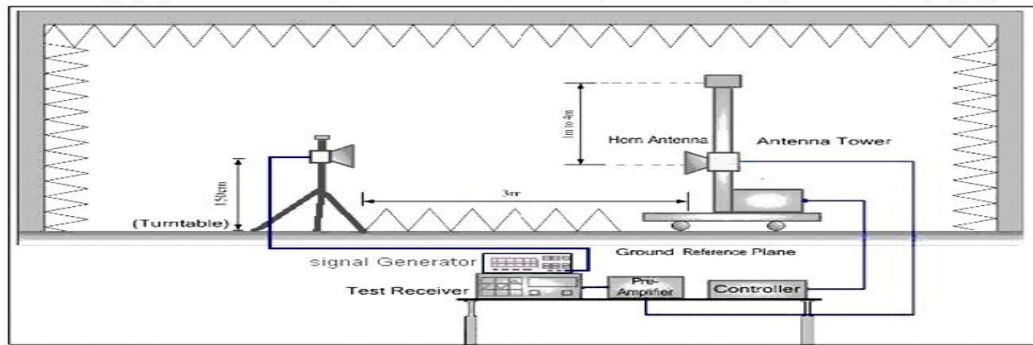 1m to 4m
Horn Antenna
Antenna Tower
150cm
3m
(Turntable)
Ground Reference Plane
signal Generator
Test Receiver
Pre-
Amplifier
Controller